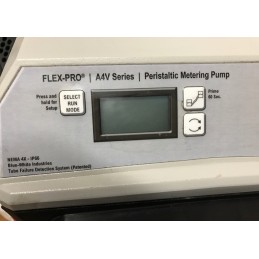 FLEX-PRO® | A4V Series | Peristaltic Metering Pump
Press and
hold for
Setup
SELECT
RUN
MODE
Prime
60 Sec.
NEMA 4X - IP66
Blue-White Industries
Tube Failure Detection System (Patented)